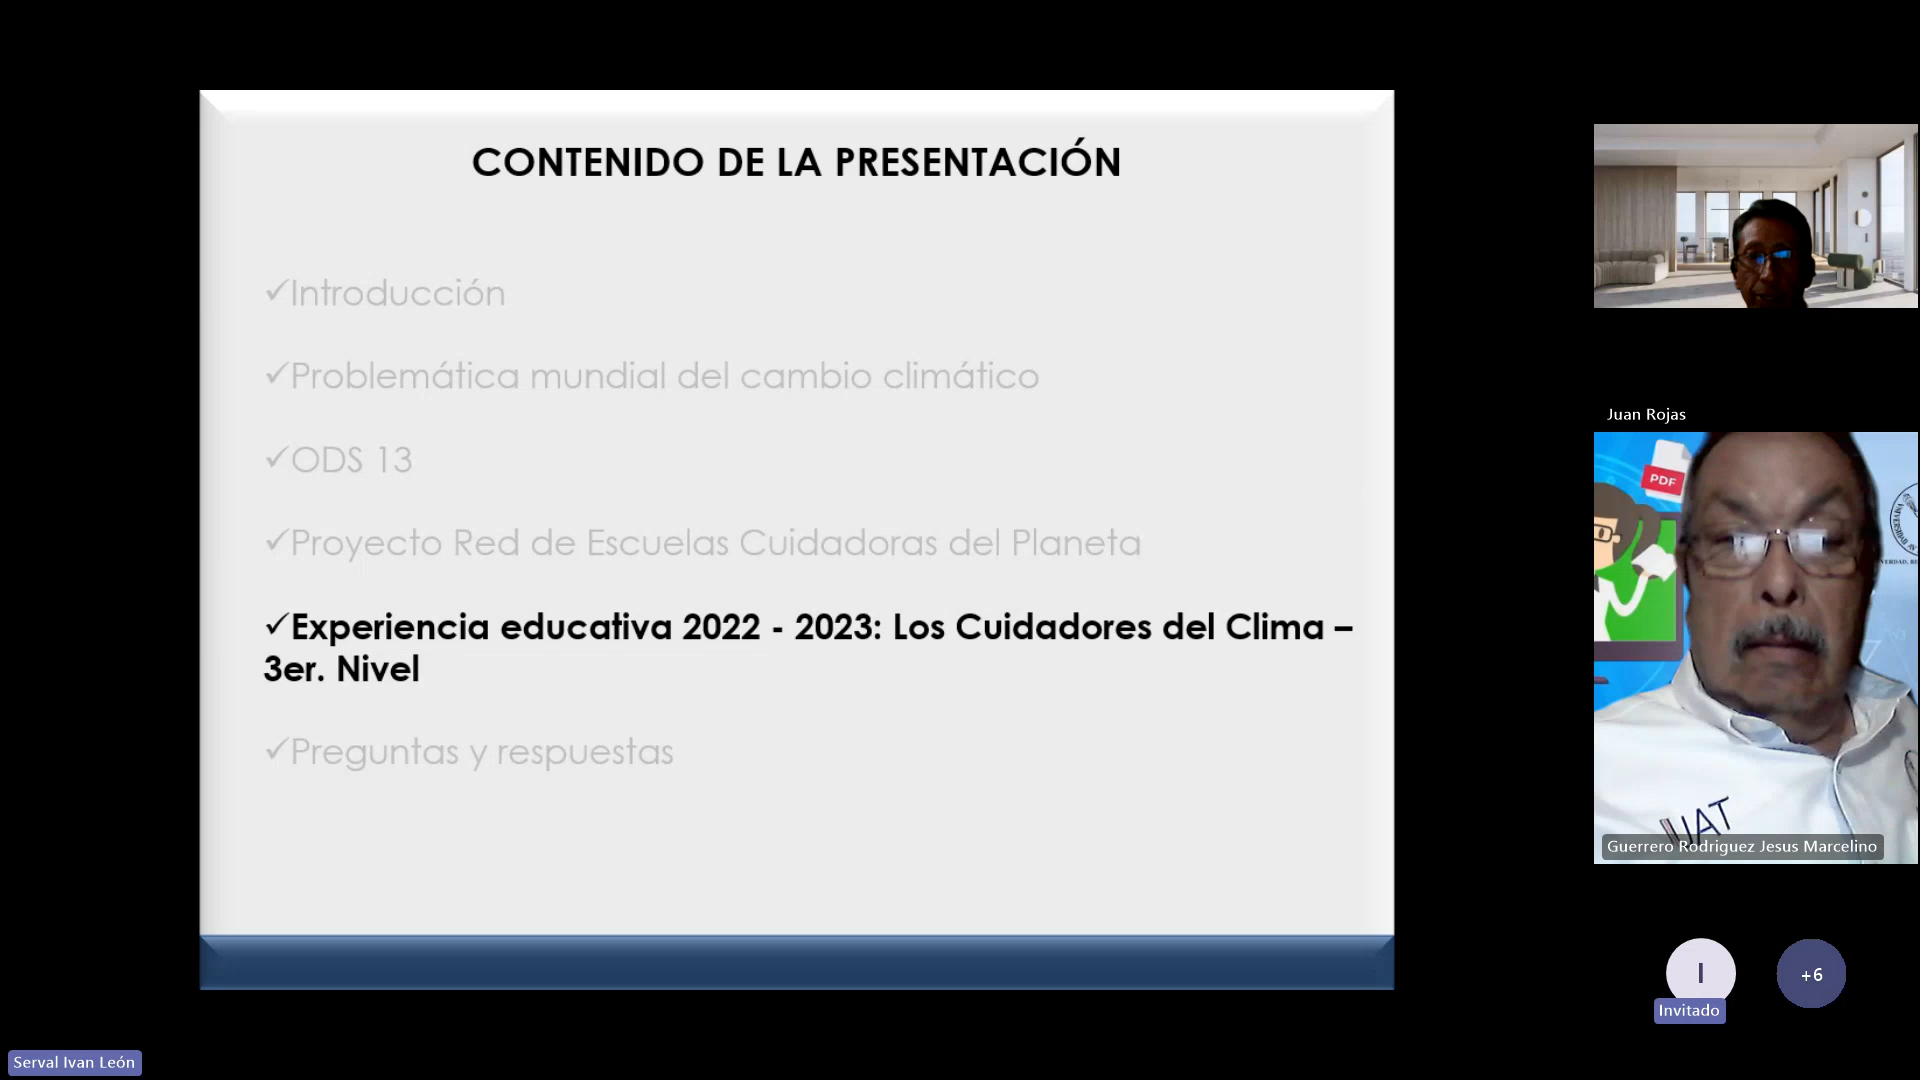 CONTENIDO DE LA PRESENTACIÓN
✓Introducción
✓Problemática mundial del cambio climático
✓ODS 13
✓Proyecto Red de Escuelas Cuidadoras del Planeta
✓Experiencia educativa 2022 - 2023: Los Cuidadores del Clima –
3er. Nivel
✓Preguntas y respuestas
Juan Rojas
PDF
UAT
Guerrero Rodriguez Jesus Marcelino
I
+6
Invitado
Serval Ivan León